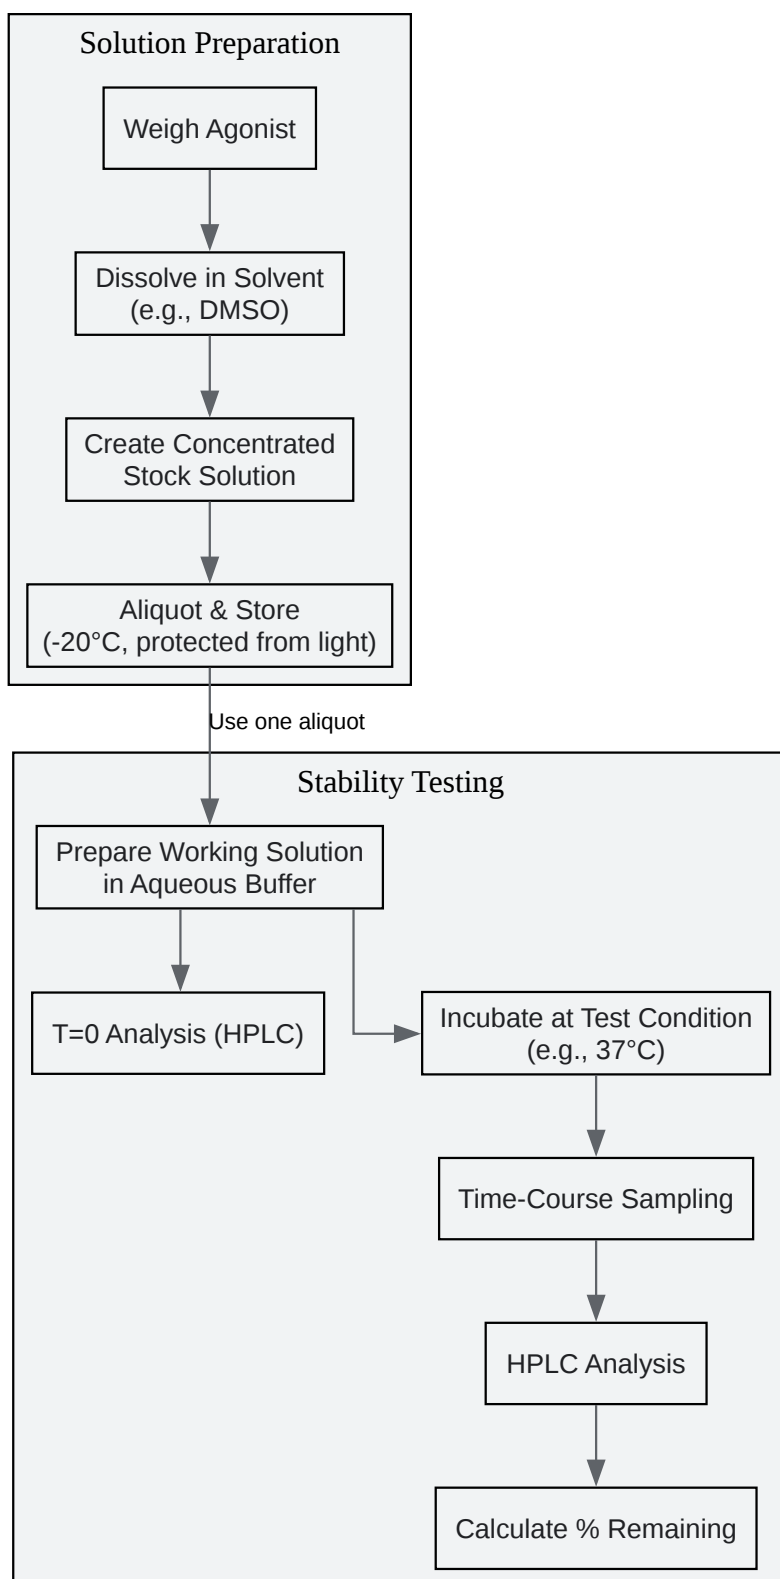 Solution Preparation
Weigh Agonist
Dissolve in Solvent
(e.g., DMSO)
Create Concentrated
Stock Solution
Aliquot & Store
(-20°C, protected from light)
Use one aliquot
Stability Testing
Prepare Working Solution
in Aqueous Buffer
T=0 Analysis (HPLC)
Incubate at Test Condition
(e.g., 37°C)
Time-Course Sampling
HPLC Analysis
Calculate % Remaining